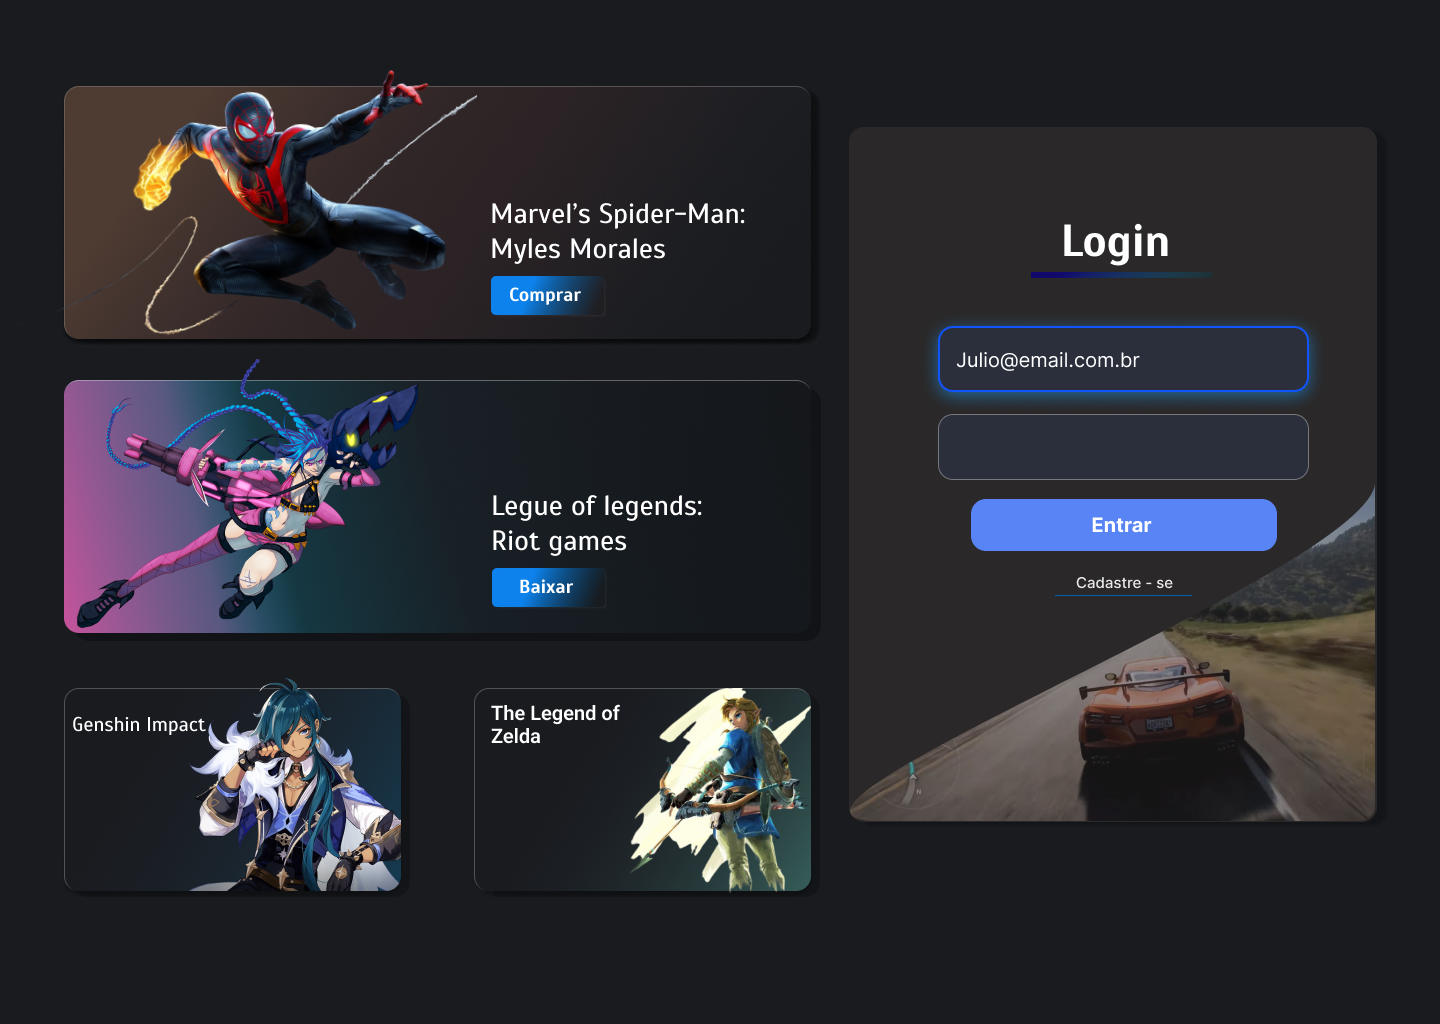 Marvel’s Spider-Man:
Myles Morales
Comprar
Legue of legends:
Riot games
Baixar
Genshin Impact
The Legend of
Zelda
Login
Julio@email.com.br
Entrar
Cadastre - se
N